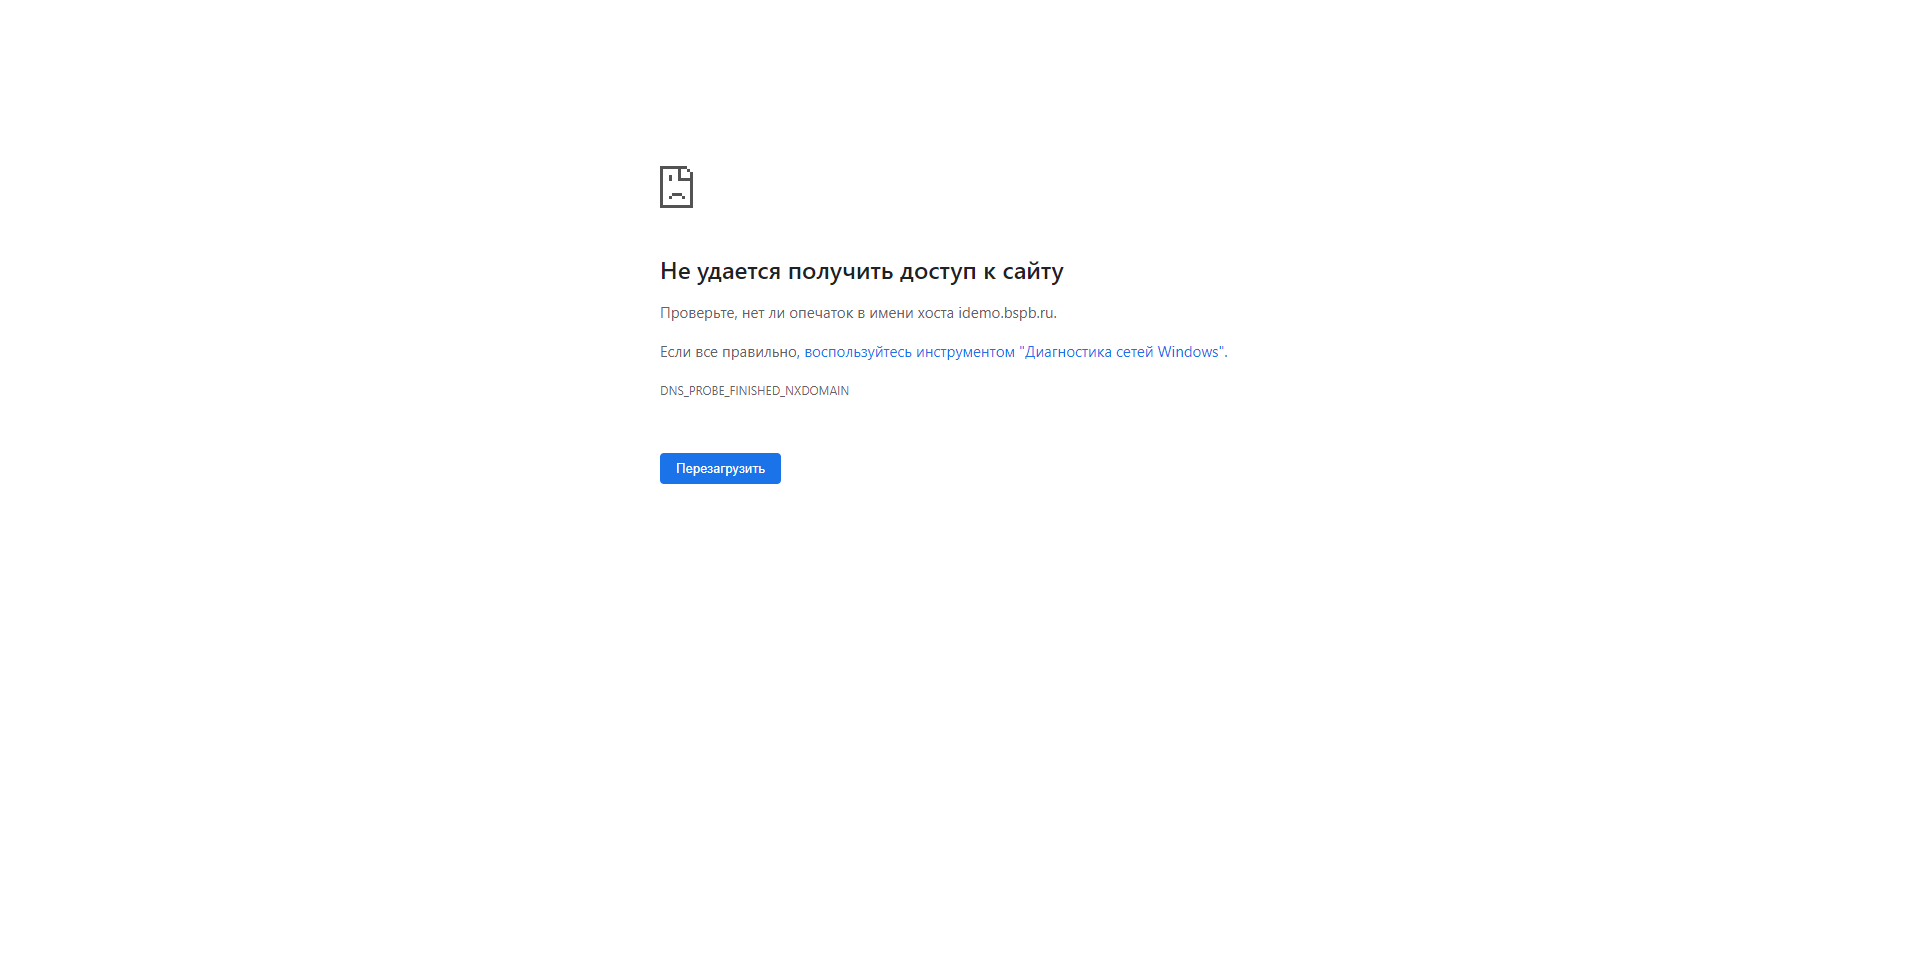 Не удается получить доступ к сайту
Проверьте, нет ли опечаток в имени хоста idemo.bspb.ru.
Если все правильно, воспользуйтесь инструментом "Диагностика сетей Windows".
DNS_PROBE_FINISHED_NXDOMAIN
Перезагрузить